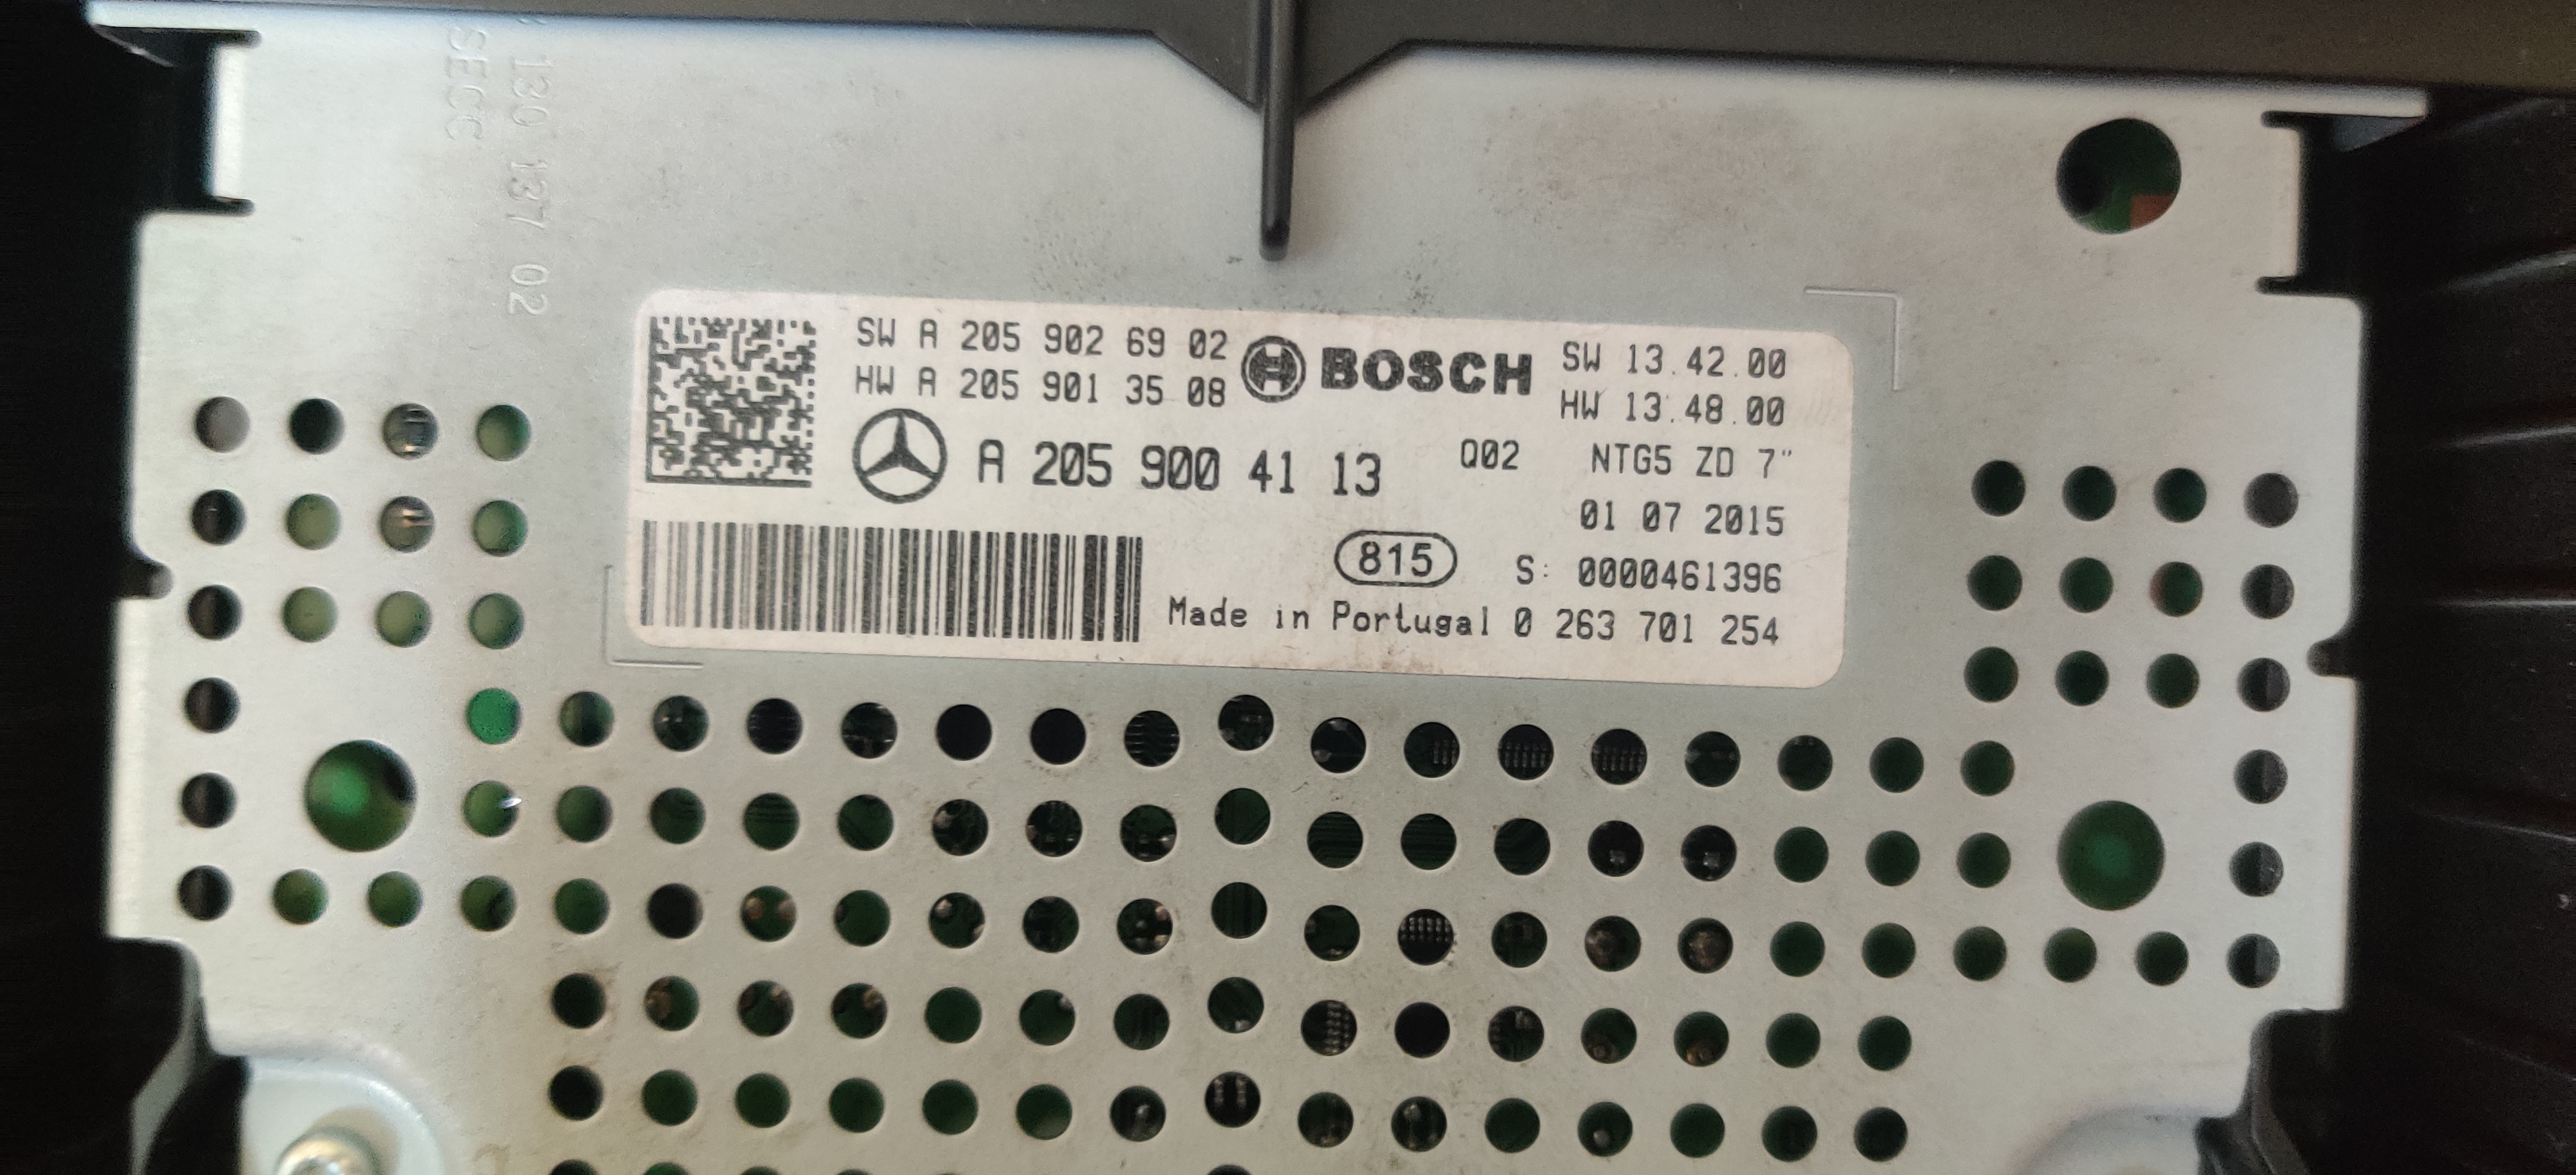 130 137 02
SECC
SW A 205 902 69 02
HW A 205 901 35 08
BOSCH
SW 13.42.00
HW 13.48.00
A 205 900 41 13
Q02
NTG5 ZD 7"
01 07 2015
815
S: 0000461396
Made in Portugal 0 263 701 254